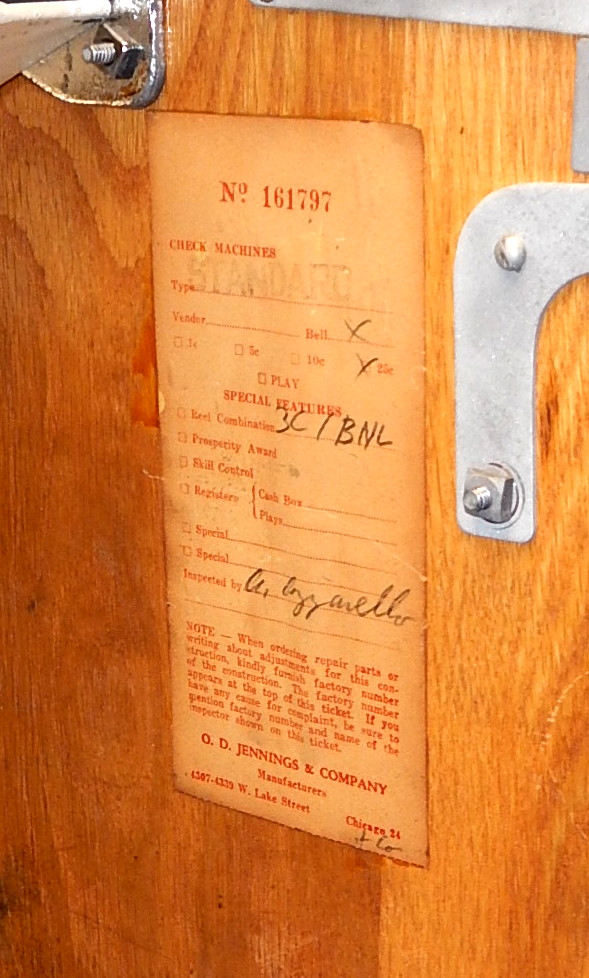 Nº 161797
CHECK MACHINES
Type STANDARD
Vendor Bell X
☐ 1c ☐ 5c ☐ 10c X 25c
☐ PLAY
SPECIAL FEATURES
☐ Reel Combination 3C / BNL
☐ Prosperity Award
☐ Skill Control
☐ Registers { Cash Box
Plays
☐ Special
☐ Special
Inspected by
NOTE — When ordering repair parts or
writing about adjustments for this con-
struction, kindly furnish factory number
of the construction. The factory number
appears at the top of this ticket. If you
have any cause for complaint, be sure to
mention factory number and name of the
inspector shown on this ticket.
O. D. JENNINGS & COMPANY
Manufacturers
4307-4339 W. Lake Street
Chicago 24